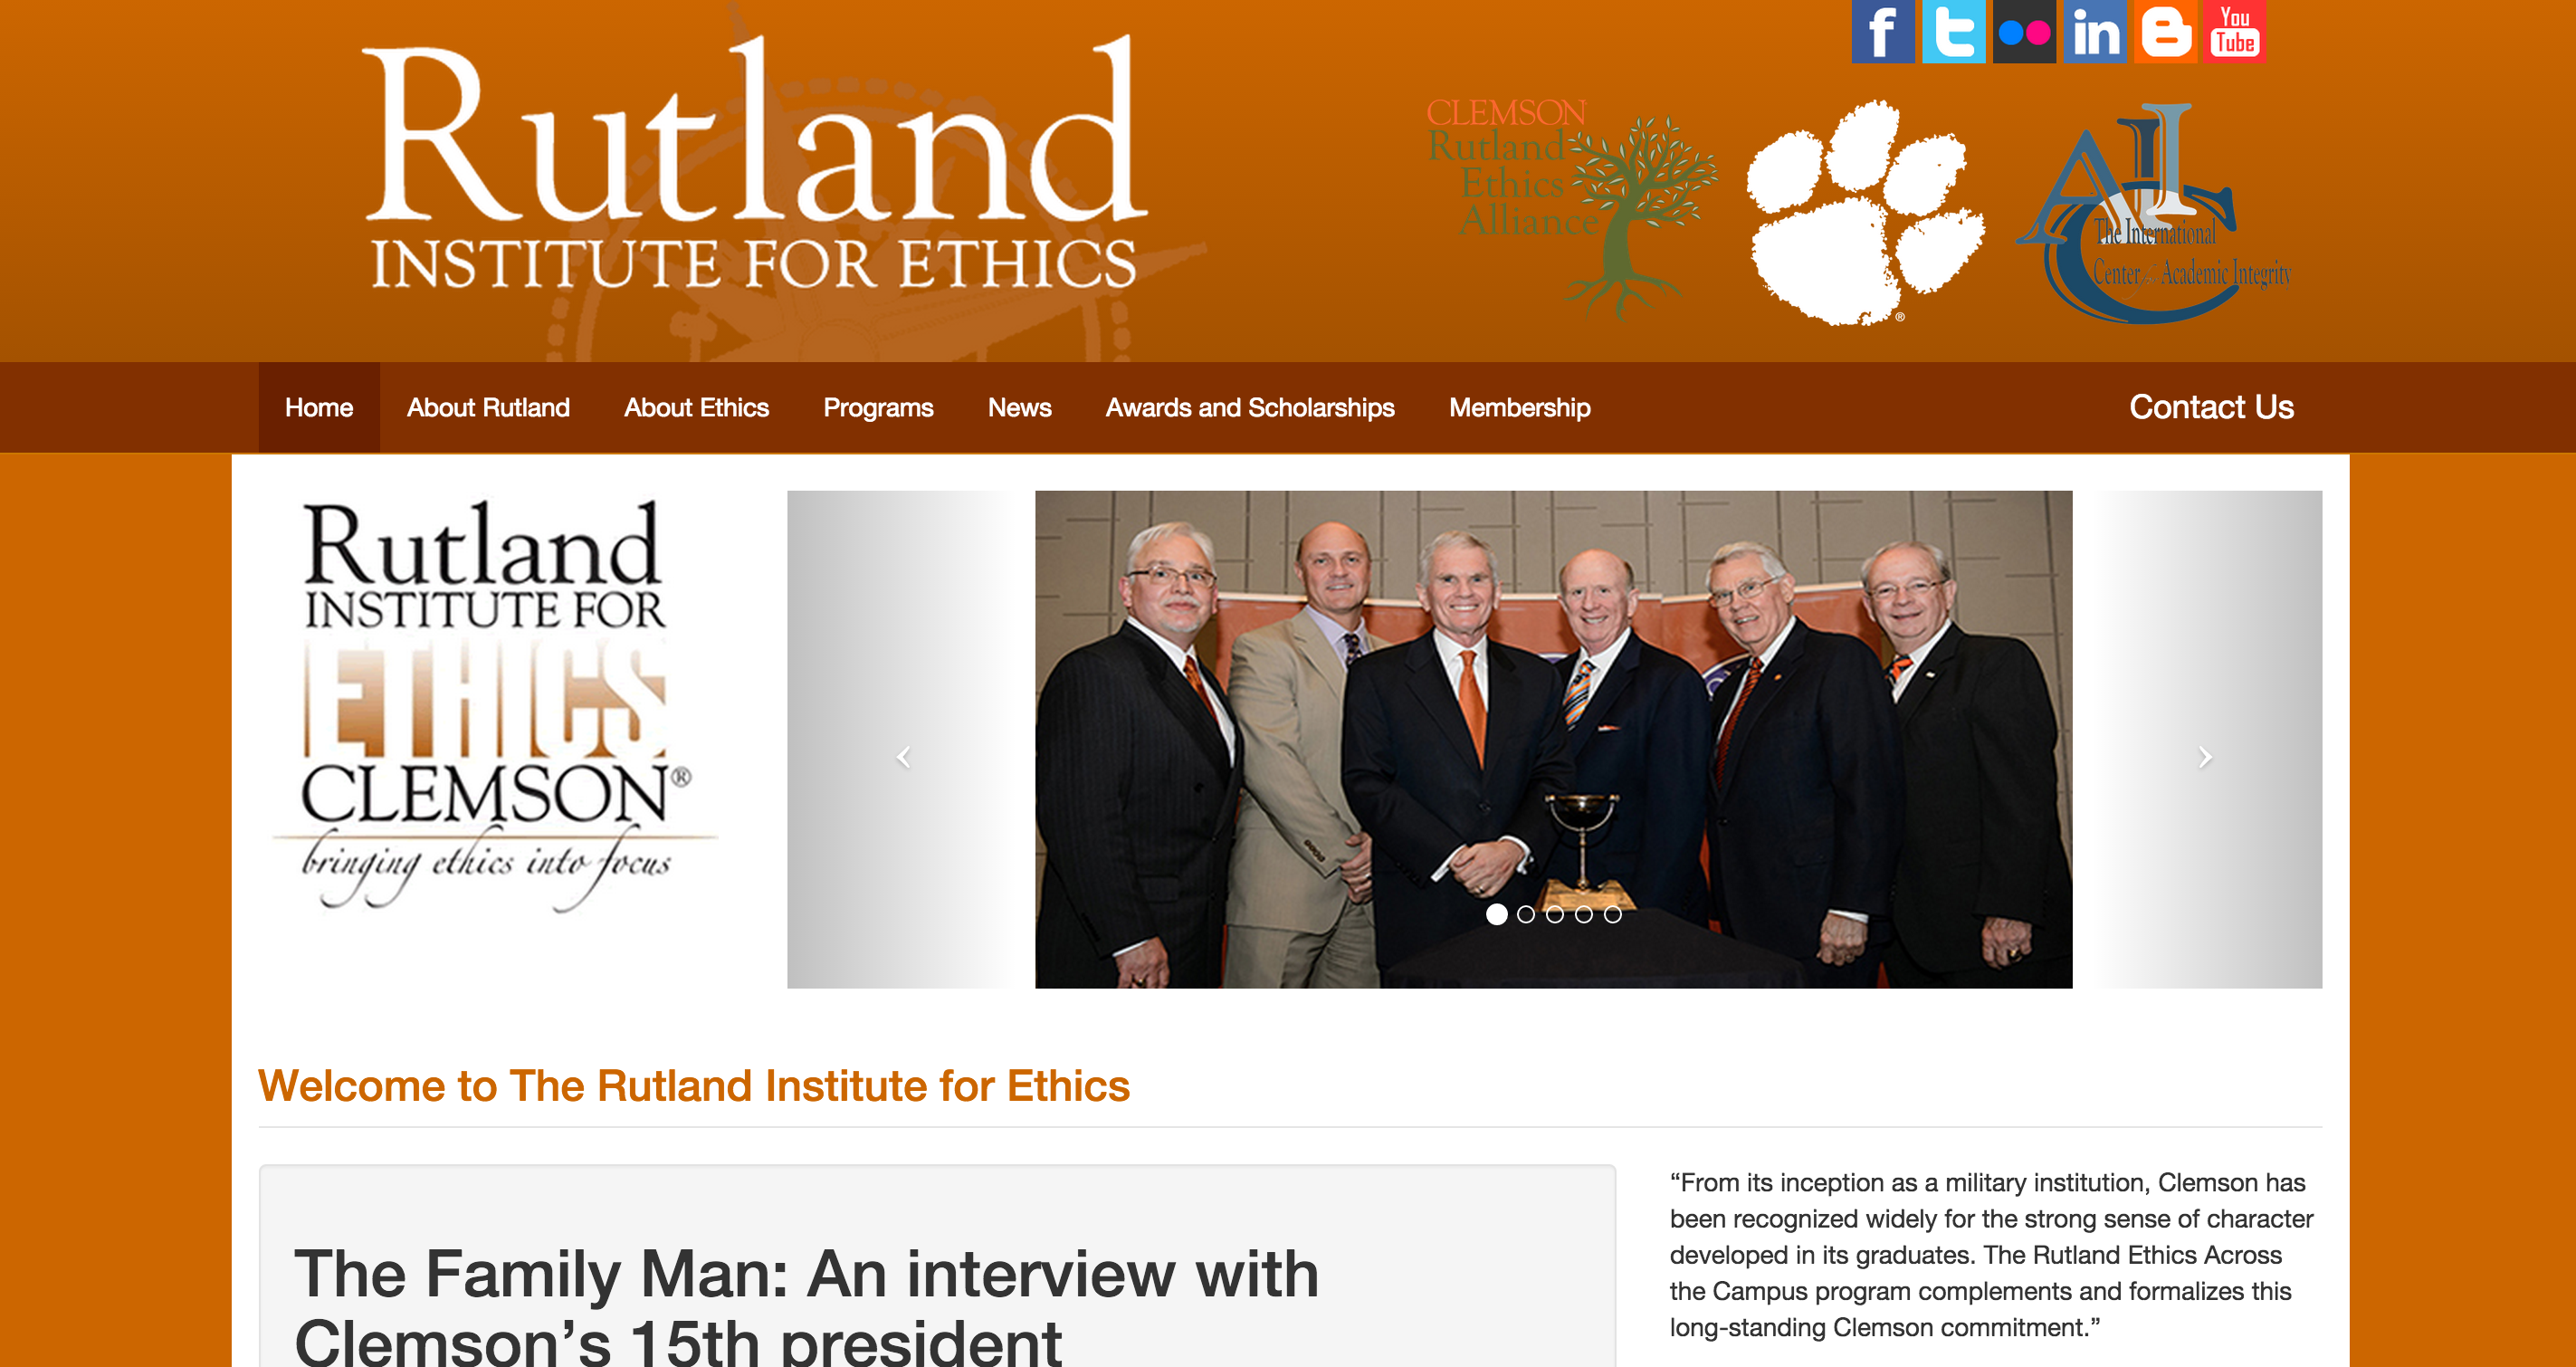 f t in B You Tube
Rutland
INSTITUTE FOR ETHICS
CLEMSON
Rutland
Ethics
Alliance
®
AIC
The International
Center for Academic Integrity
Home About Rutland About Ethics Programs News Awards and Scholarships Membership Contact Us
Rutland
INSTITUTE FOR
ETHICS
CLEMSON®
bringing ethics into focus
Welcome to The Rutland Institute for Ethics
The Family Man: An interview with
Clemson’s 15th president
“From its inception as a military institution, Clemson has
been recognized widely for the strong sense of character
developed in its graduates. The Rutland Ethics Across
the Campus program complements and formalizes this
long-standing Clemson commitment.”